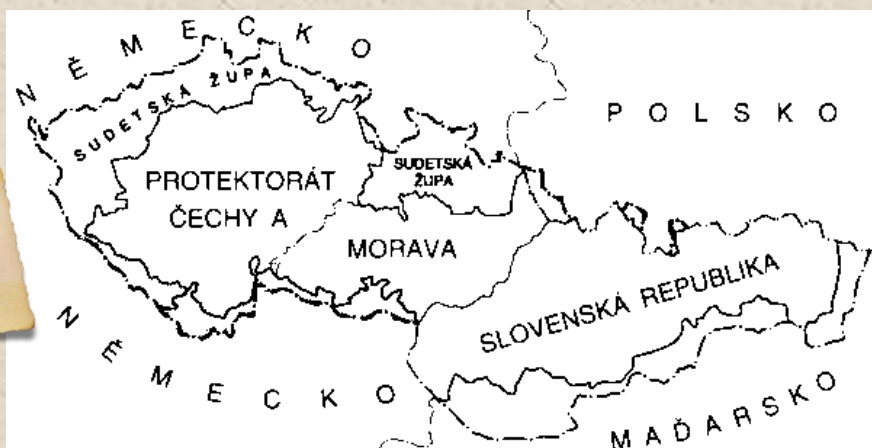 NĚMECKO
SUDETSKÁ ŽUPA
POLSKO
SUDETSKÁ
ŽUPA
PROTEKTORÁT
ČECHY A
MORAVA
SLOVENSKÁ REPUBLIKA
NĚMECKO
MAĎARSKO